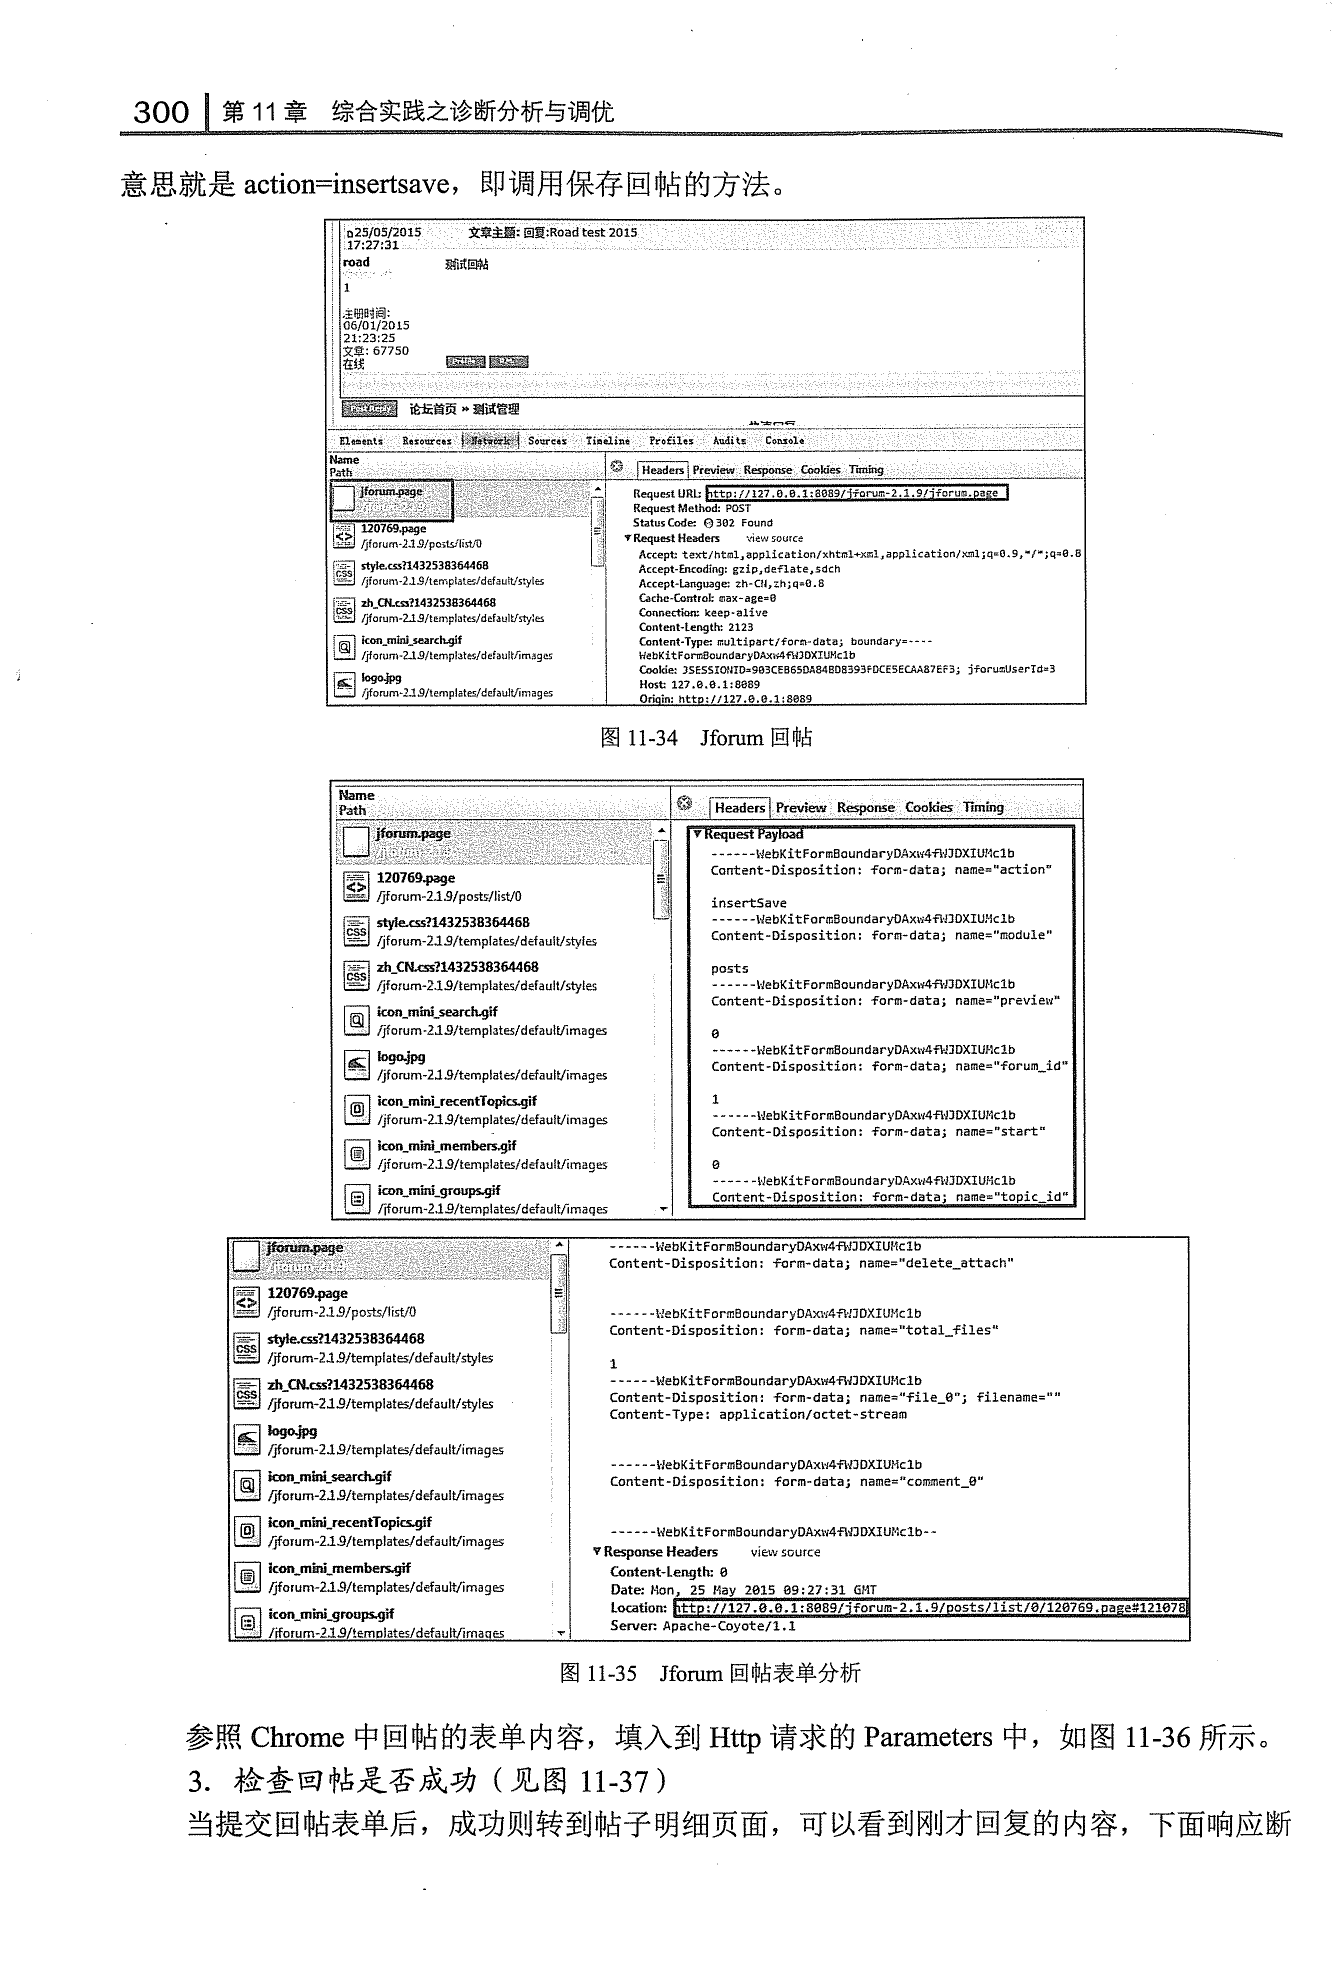 300 第 11 章 综合实践之诊断分析与调优
意思就是 action=insertsave，即调用保存回帖的方法。
25/05/2015 文章主题: 回复:Road test 2015
17:27:31
road 测试回帖
1
注册时间:
06/01/2015
21:23:25
文章: 67750
在线
论坛首页 » 测试管理
Elements Resources Network Sources Timeline Profiles Audits Console
Name
Path
jforum.page
120769.page
/jforum-2.1.9/posts/list/0
style.css?1432538364468
/jforum-2.1.9/templates/default/styles
zh_CN.css?1432538364468
/jforum-2.1.9/templates/default/styles
icon_mini_search.gif
/jforum-2.1.9/templates/default/images
logo.jpg
/jforum-2.1.9/templates/default/images
Headers Preview Response Cookies Timing
Request URL: http://127.0.0.1:8089/jforum-2.1.9/jforum.page
Request Method: POST
Status Code: 302 Found
▼Request Headers view source
Accept: text/html,application/xhtml+xml,application/xml;q=0.9,*/*;q=0.8
Accept-Encoding: gzip,deflate,sdch
Accept-Language: zh-CN,zh;q=0.8
Cache-Control: max-age=0
Connection: keep-alive
Content-Length: 2123
Content-Type: multipart/form-data; boundary=----
WebKitFormBoundaryDAxw4fWJDXIUMc1b
Cookie: JSESSIONID=903CEB65DA84BD8393FDCE5ECAA87EF3; jforumUserId=3
Host: 127.0.0.1:8089
Origin: http://127.0.0.1:8089
图 11-34 Jforum 回帖
Name
Path
jforum.page
120769.page
/jforum-2.1.9/posts/list/0
style.css?1432538364468
/jforum-2.1.9/templates/default/styles
zh_CN.css?1432538364468
/jforum-2.1.9/templates/default/styles
icon_mini_search.gif
/jforum-2.1.9/templates/default/images
logo.jpg
/jforum-2.1.9/templates/default/images
icon_mini_recentTopics.gif
/jforum-2.1.9/templates/default/images
icon_mini_members.gif
/jforum-2.1.9/templates/default/images
icon_mini_groups.gif
/jforum-2.1.9/templates/default/images
Headers Preview Response Cookies Timing
▼Request Payload
------WebKitFormBoundaryDAxw4fWJDXIUMc1b
Content-Disposition: form-data; name="action"
insertSave
------WebKitFormBoundaryDAxw4fWJDXIUMc1b
Content-Disposition: form-data; name="module"
posts
------WebKitFormBoundaryDAxw4fWJDXIUMc1b
Content-Disposition: form-data; name="preview"
0
------WebKitFormBoundaryDAxw4fWJDXIUMc1b
Content-Disposition: form-data; name="forum_id"
1
------WebKitFormBoundaryDAxw4fWJDXIUMc1b
Content-Disposition: form-data; name="start"
0
------WebKitFormBoundaryDAxw4fWJDXIUMc1b
Content-Disposition: form-data; name="topic_id"
jforum.page
/jforum-2.1.9
120769.page
/jforum-2.1.9/posts/list/0
style.css?1432538364468
/jforum-2.1.9/templates/default/styles
zh_CN.css?1432538364468
/jforum-2.1.9/templates/default/styles
logo.jpg
/jforum-2.1.9/templates/default/images
icon_mini_search.gif
/jforum-2.1.9/templates/default/images
icon_mini_recentTopics.gif
/jforum-2.1.9/templates/default/images
icon_mini_members.gif
/jforum-2.1.9/templates/default/images
icon_mini_groups.gif
/jforum-2.1.9/templates/default/images
------WebKitFormBoundaryDAxw4fWJDXIUMc1b
Content-Disposition: form-data; name="delete_attach"
------WebKitFormBoundaryDAxw4fWJDXIUMc1b
Content-Disposition: form-data; name="total_files"
1
------WebKitFormBoundaryDAxw4fWJDXIUMc1b
Content-Disposition: form-data; name="file_0"; filename=""
Content-Type: application/octet-stream
------WebKitFormBoundaryDAxw4fWJDXIUMc1b
Content-Disposition: form-data; name="comment_0"
------WebKitFormBoundaryDAxw4fWJDXIUMc1b--
▼Response Headers view source
Content-Length: 0
Date: Mon, 25 May 2015 09:27:31 GMT
Location: http://127.0.0.1:8089/jforum-2.1.9/posts/list/0/120769.page#121078
Server: Apache-Coyote/1.1
图 11-35 Jforum 回帖表单分析
参照 Chrome 中回帖的表单内容，填入到 Http 请求的 Parameters 中，如图 11-36 所示。
3．检查回帖是否成功（见图 11-37）
当提交回帖表单后，成功则转到帖子明细页面，可以看到刚才回复的内容，下面响应断